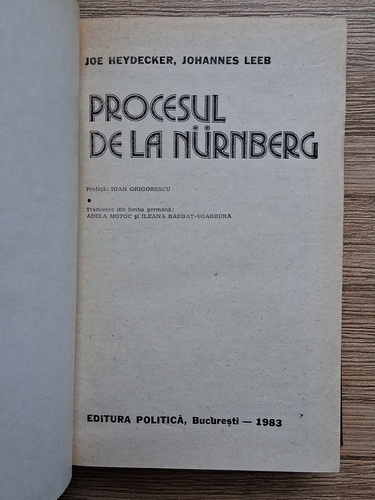 JOE HEYDECKER, JOHANNES LEEB
PROCESUL
DE LA NÜRNBERG
Prefață: IOAN GRIGORESCU
•
Traducere din limba germană:
ADELA MOTOC și ILEANA BARBAT-SGARBURĂ
EDITURA POLITICĂ, București — 1983